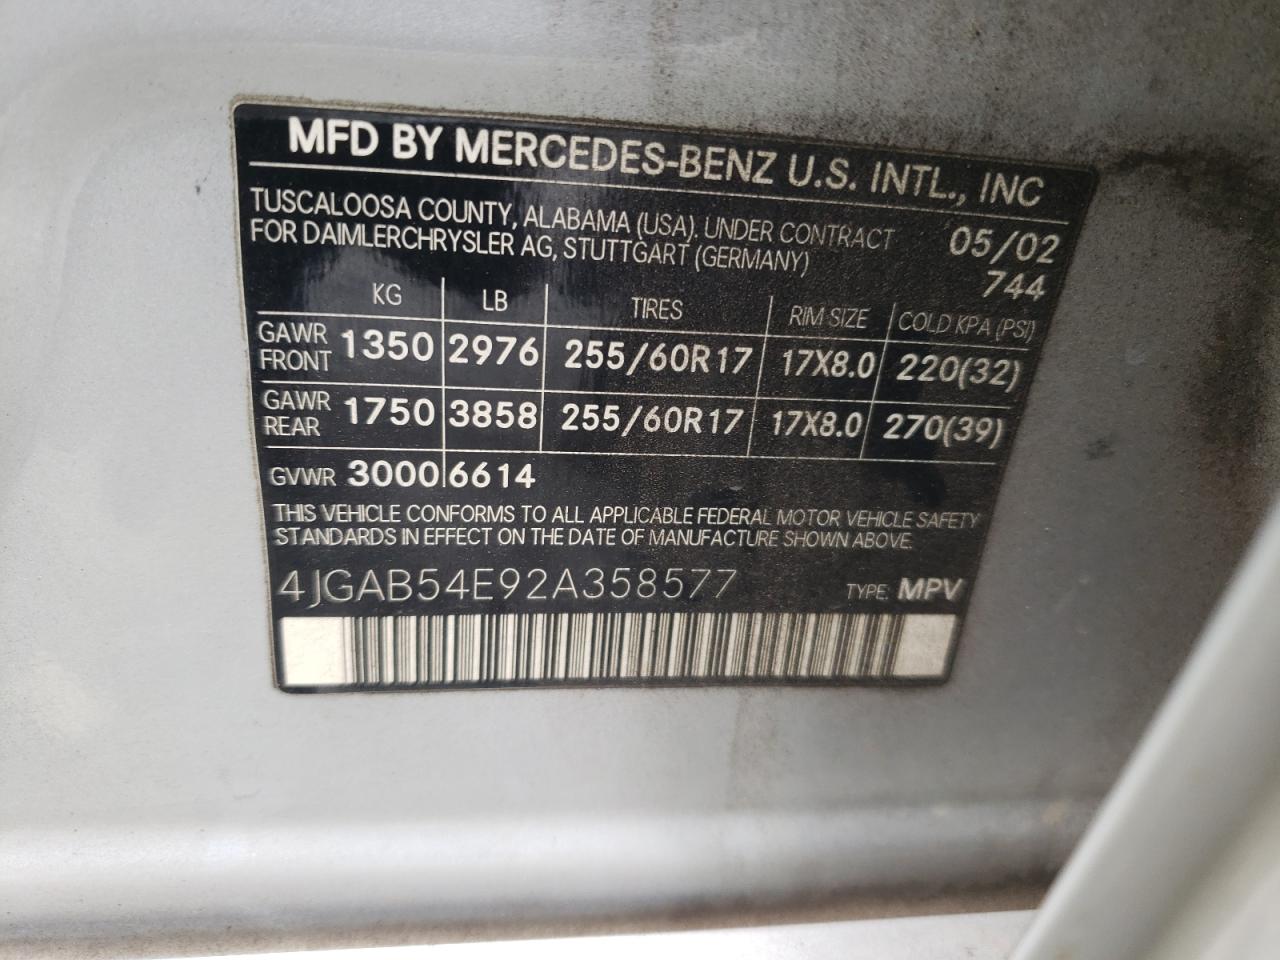 MFD BY MERCEDES-BENZ U.S. INTL., INC
TUSCALOOSA COUNTY, ALABAMA (USA). UNDER CONTRACT
FOR DAIMLERCHRYSLER AG, STUTTGART (GERMANY)
05/02
744
KG LB TIRES RIM SIZE COLD KPA (PSI)
GAWR FRONT 1350 2976 255/60R17 17X8.0 220(32)
GAWR REAR 1750 3858 255/60R17 17X8.0 270(39)
GVWR 3000 6614
THIS VEHICLE CONFORMS TO ALL APPLICABLE FEDERAL MOTOR VEHICLE SAFETY
STANDARDS IN EFFECT ON THE DATE OF MANUFACTURE SHOWN ABOVE.
4JGAB54E92A358577 TYPE: MPV